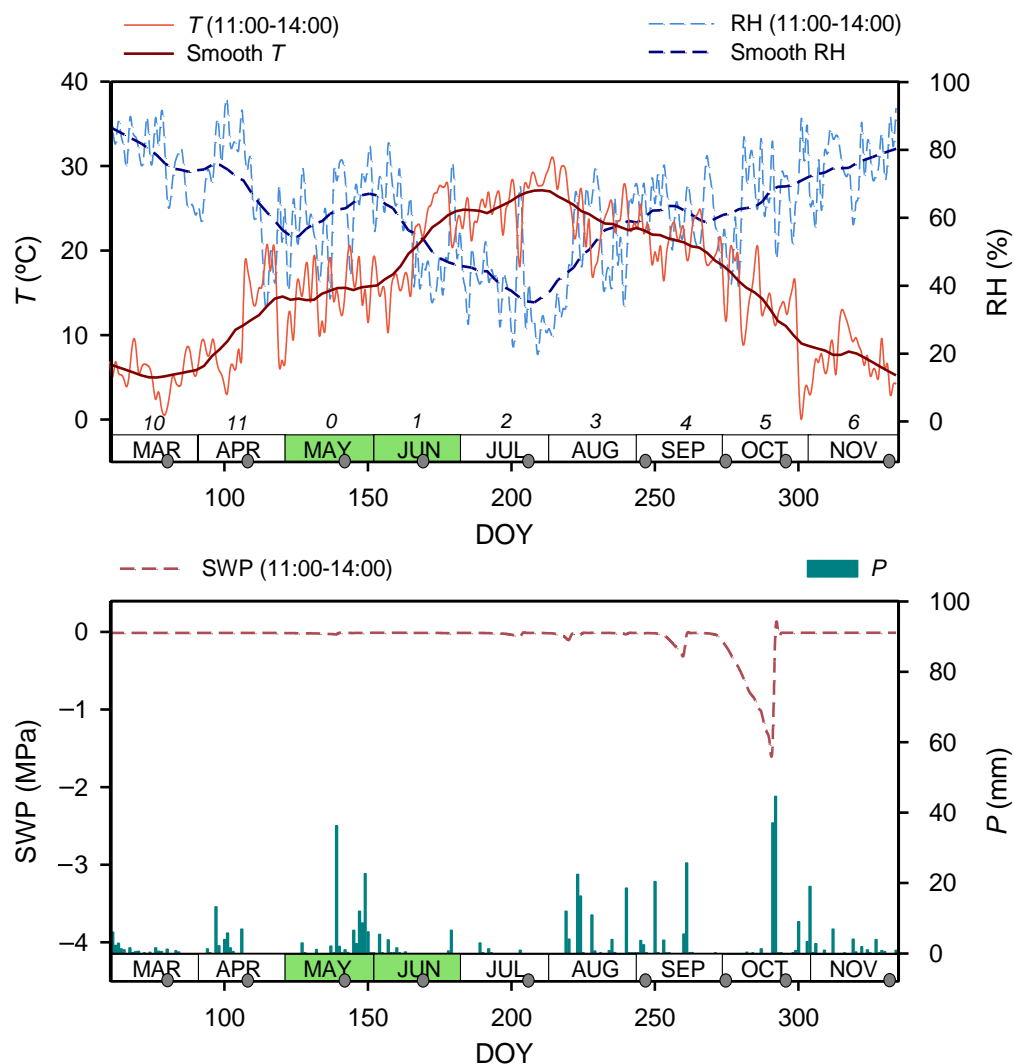 T (11:00-14:00) RH (11:00-14:00)
Smooth T Smooth RH
40 100
30 80
20 60
10 40
0 20
0
T (ºC)
RH (%)
10 11 0 1 2 3 4 5 6
MAR APR MAY JUN JUL AUG SEP OCT NOV
100 150 200 250 300
DOY
SWP (11:00-14:00) P
0 100
−1 80
−2 60
−3 40
−4 20
0
SWP (MPa)
P (mm)
MAR APR MAY JUN JUL AUG SEP OCT NOV
100 150 200 250 300
DOY